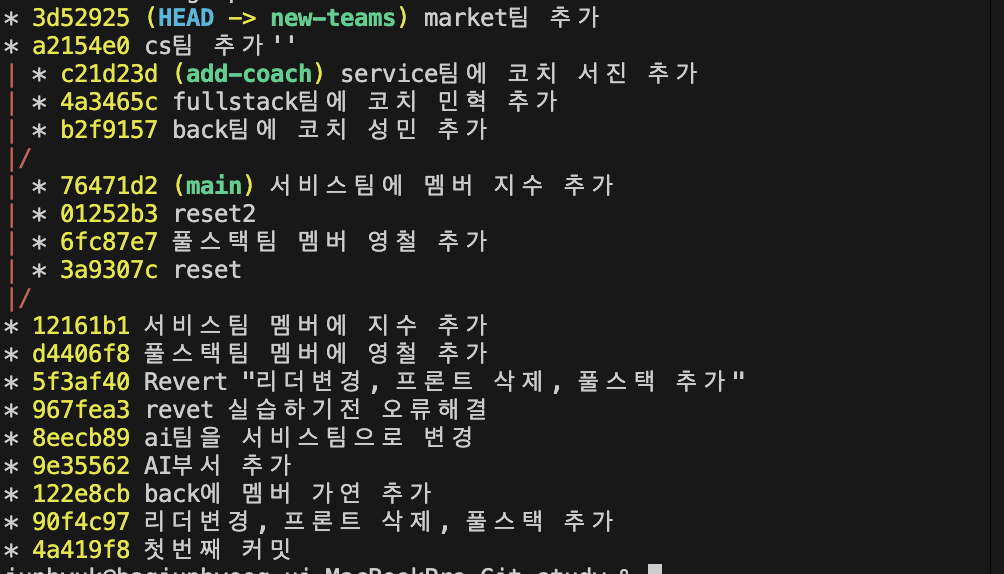 * 3d52925 (HEAD -> new-teams) market팀 추가
* a2154e0 cs팀 추가''
| * c21d23d (add-coach) service팀에 코치 서진 추가
| * 4a3465c fullstack팀에 코치 민혁 추가
| * b2f9157 back팀에 코치 성민 추가
|/
| * 76471d2 (main) 서비스팀에 멤버 지수 추가
| * 01252b3 reset2
| * 6fc87e7 풀스택팀 멤버 영철 추가
| * 3a9307c reset
|/
* 12161b1 서비스팀 멤버에 지수 추가
* d4406f8 풀스택팀 멤버에 영철 추가
* 5f3af40 Revert "리더변경, 프론트 삭제, 풀스택 추가"
* 967fea3 revet 실습하기전 오류해결
* 8eecb89 ai팀을 서비스팀으로 변경
* 9e35562 AI부서 추가
* 122e8cb back에 멤버 가연 추가
* 90f4c97 리더변경, 프론트 삭제, 풀스택 추가
* 4a419f8 첫번째 커밋